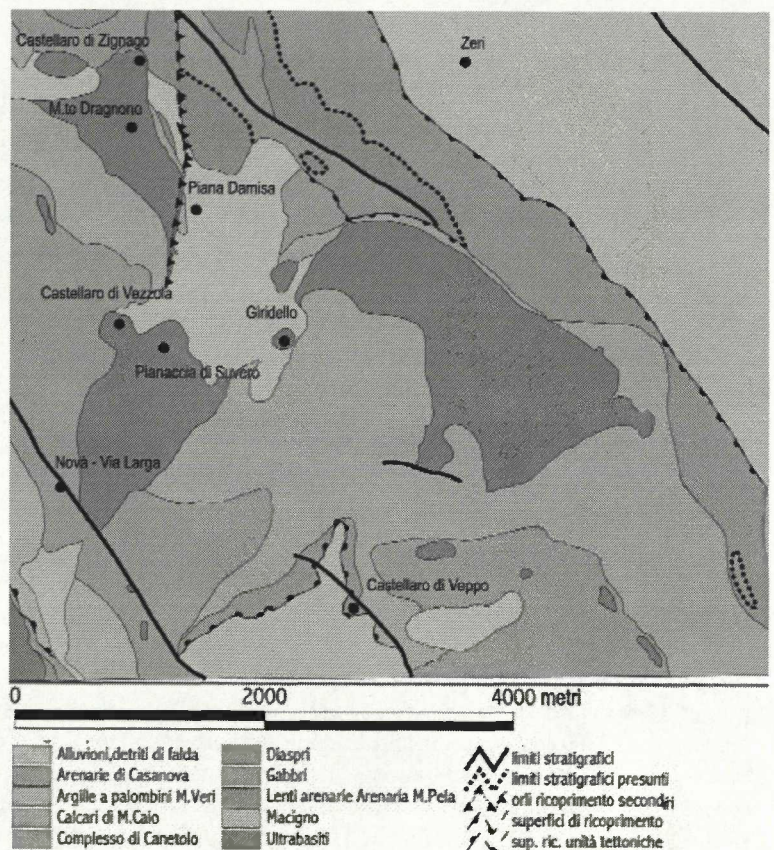 Castellaro di Zignago
Zeri
M.to Dragnono
Piana Damisa
Castellaro di Vezzola
Giridello
Pianaccia di Suvero
Novà - Via Larga
Castellaro di Veppo
0 2000 4000 metri
Alluvioni,detriti di falda
Arenarie di Casanova
Argille a palombini M.Veri
Calcari di M.Caio
Complesso di Canetolo
Diaspri
Gabbri
Lenti arenarie Arenaria M.Pela
Macigno
Ultrabasiti
limiti stratigrafici
limiti stratigrafici presunti
orli ricoprimento secondari
superfici di ricoprimento
sup. ric. unità tettoniche